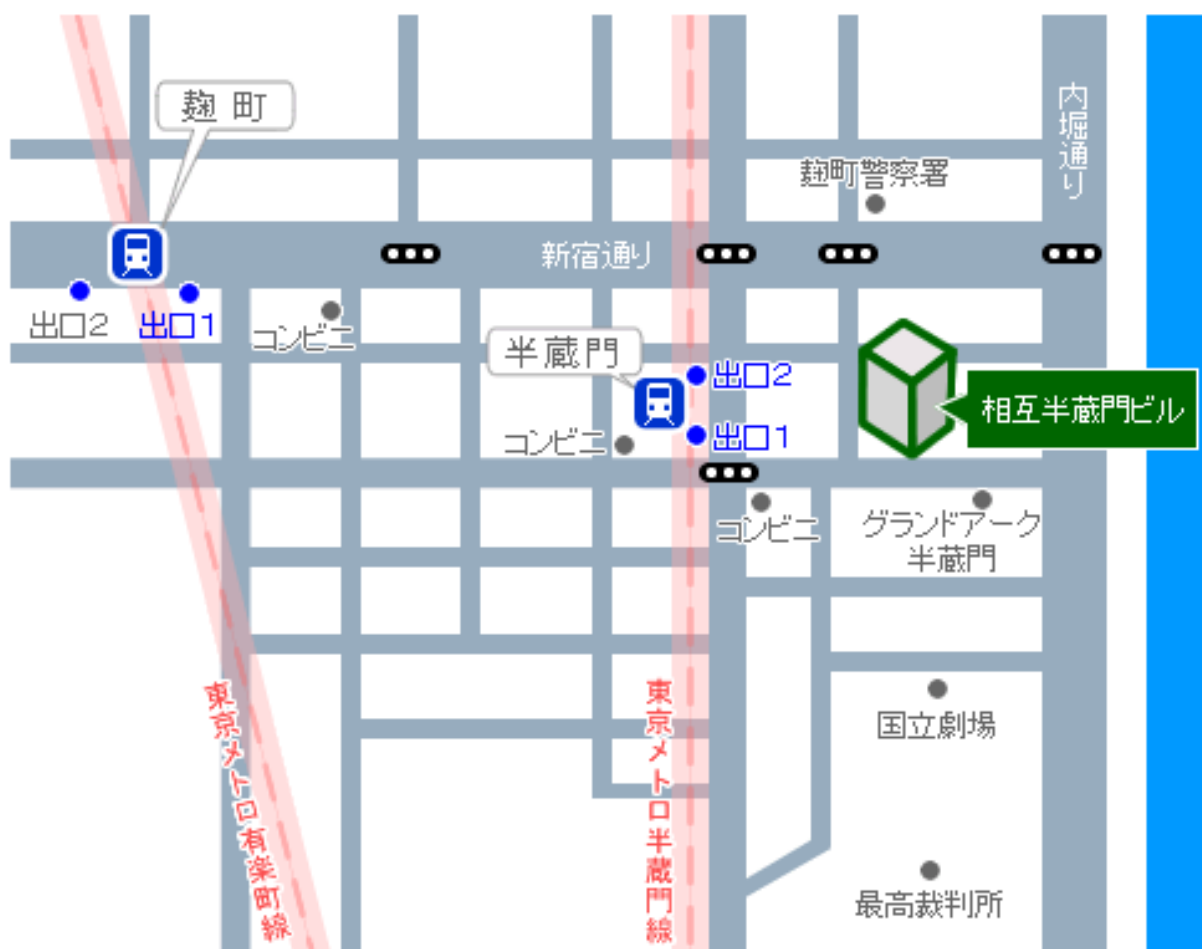 麹町
内堀通り
麹町警察署
新宿通り
出口2
出口1
コンビニ
半蔵門
出口2
相互半蔵門ビル
コンビニ
出口1
コンビニ
グランドアーク
半蔵門
東京メトロ有楽町線
東京メトロ半蔵門線
国立劇場
最高裁判所